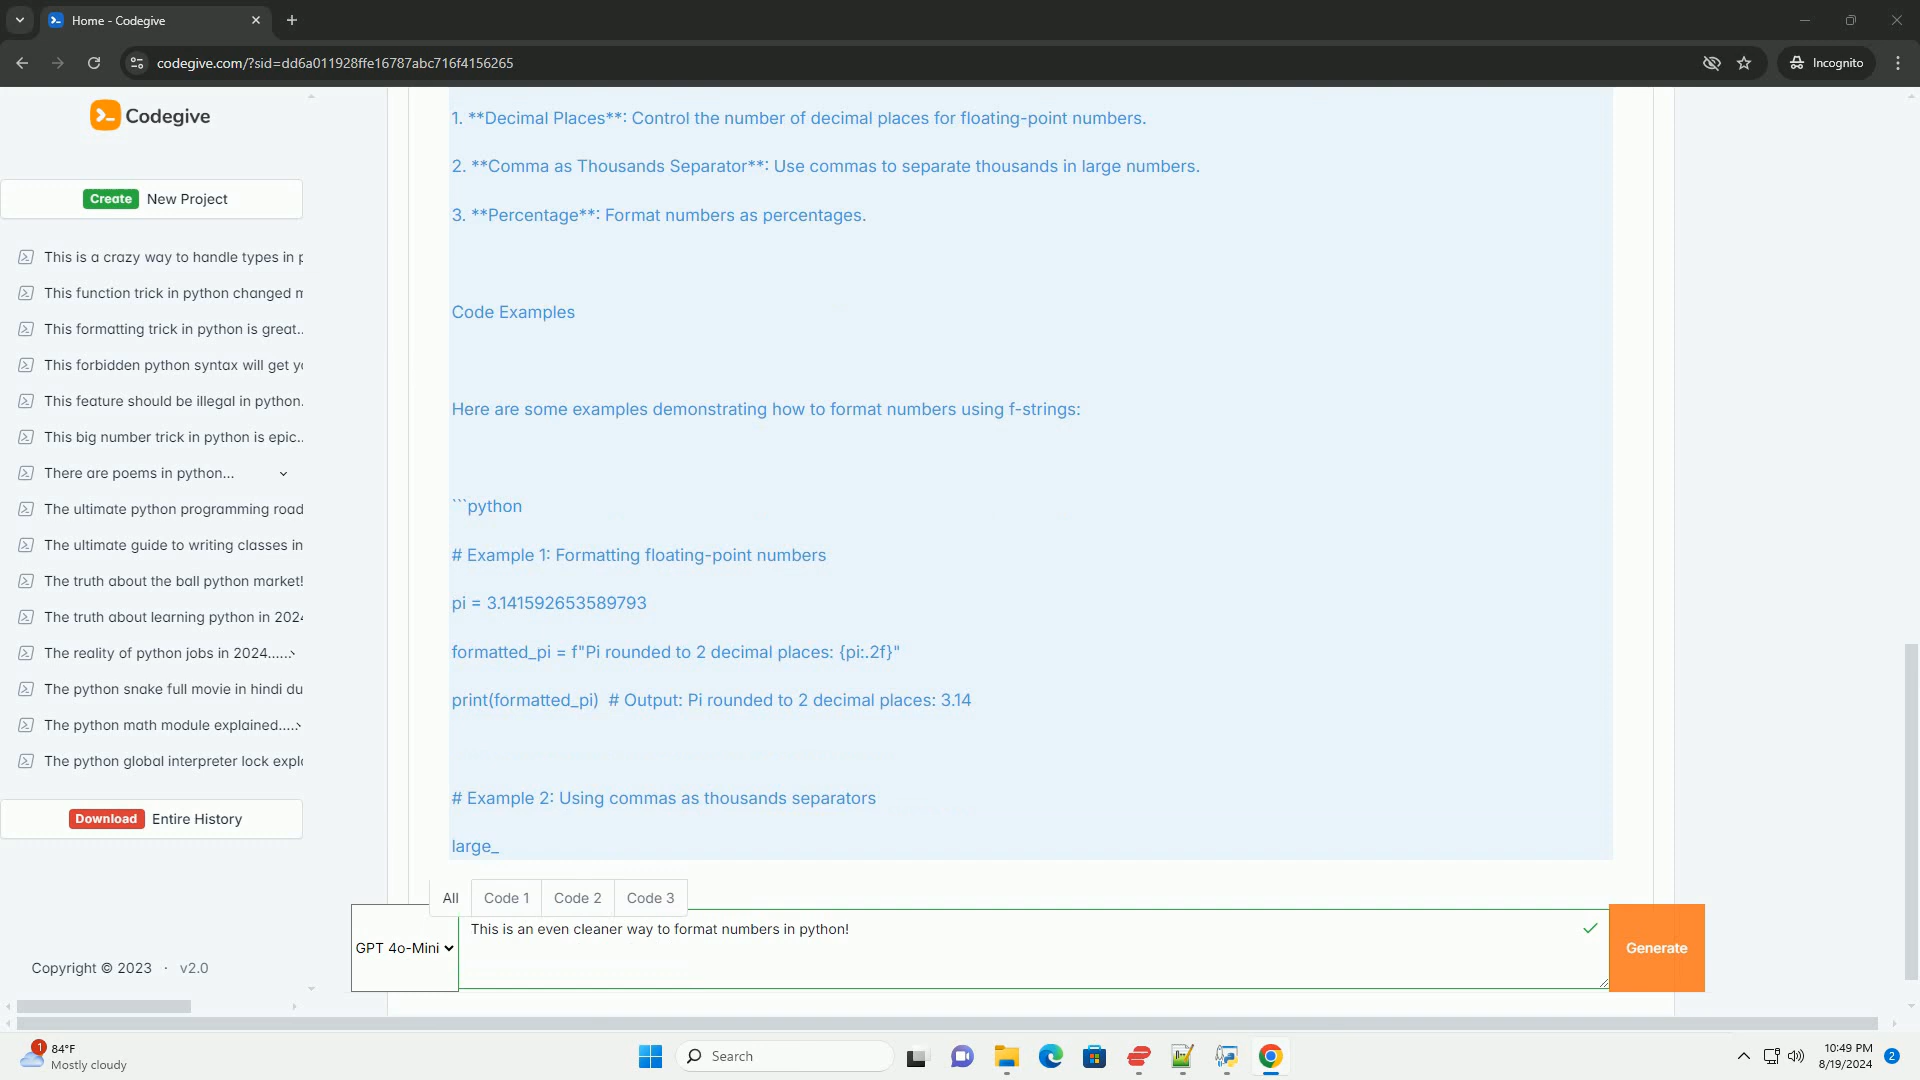 Home - Codegive
codegive.com/?sid=dd6a011928ffe16787abc716f4156265
Incognito
Codegive
Create New Project
This is a crazy way to handle types in p
This function trick in python changed m
This formatting trick in python is great..
This forbidden python syntax will get yo
This feature should be illegal in python.
This big number trick in python is epic..
There are poems in python...
The ultimate python programming road
The ultimate guide to writing classes in
The truth about the ball python market!
The truth about learning python in 2024
The reality of python jobs in 2024......
The python snake full movie in hindi du
The python math module explained.....
The python global interpreter lock expl
Download Entire History
Copyright © 2023 · v2.0
1. **Decimal Places**: Control the number of decimal places for floating-point numbers.
2. **Comma as Thousands Separator**: Use commas to separate thousands in large numbers.
3. **Percentage**: Format numbers as percentages.
Code Examples
Here are some examples demonstrating how to format numbers using f-strings:
```python
# Example 1: Formatting floating-point numbers
pi = 3.141592653589793
formatted_pi = f"Pi rounded to 2 decimal places: {pi:.2f}"
print(formatted_pi)  # Output: Pi rounded to 2 decimal places: 3.14
# Example 2: Using commas as thousands separators
large_
All Code 1 Code 2 Code 3
GPT 4o-Mini
This is an even cleaner way to format numbers in python!
Generate
1
84°F
Mostly cloudy
Search
10:49 PM
8/19/2024
2